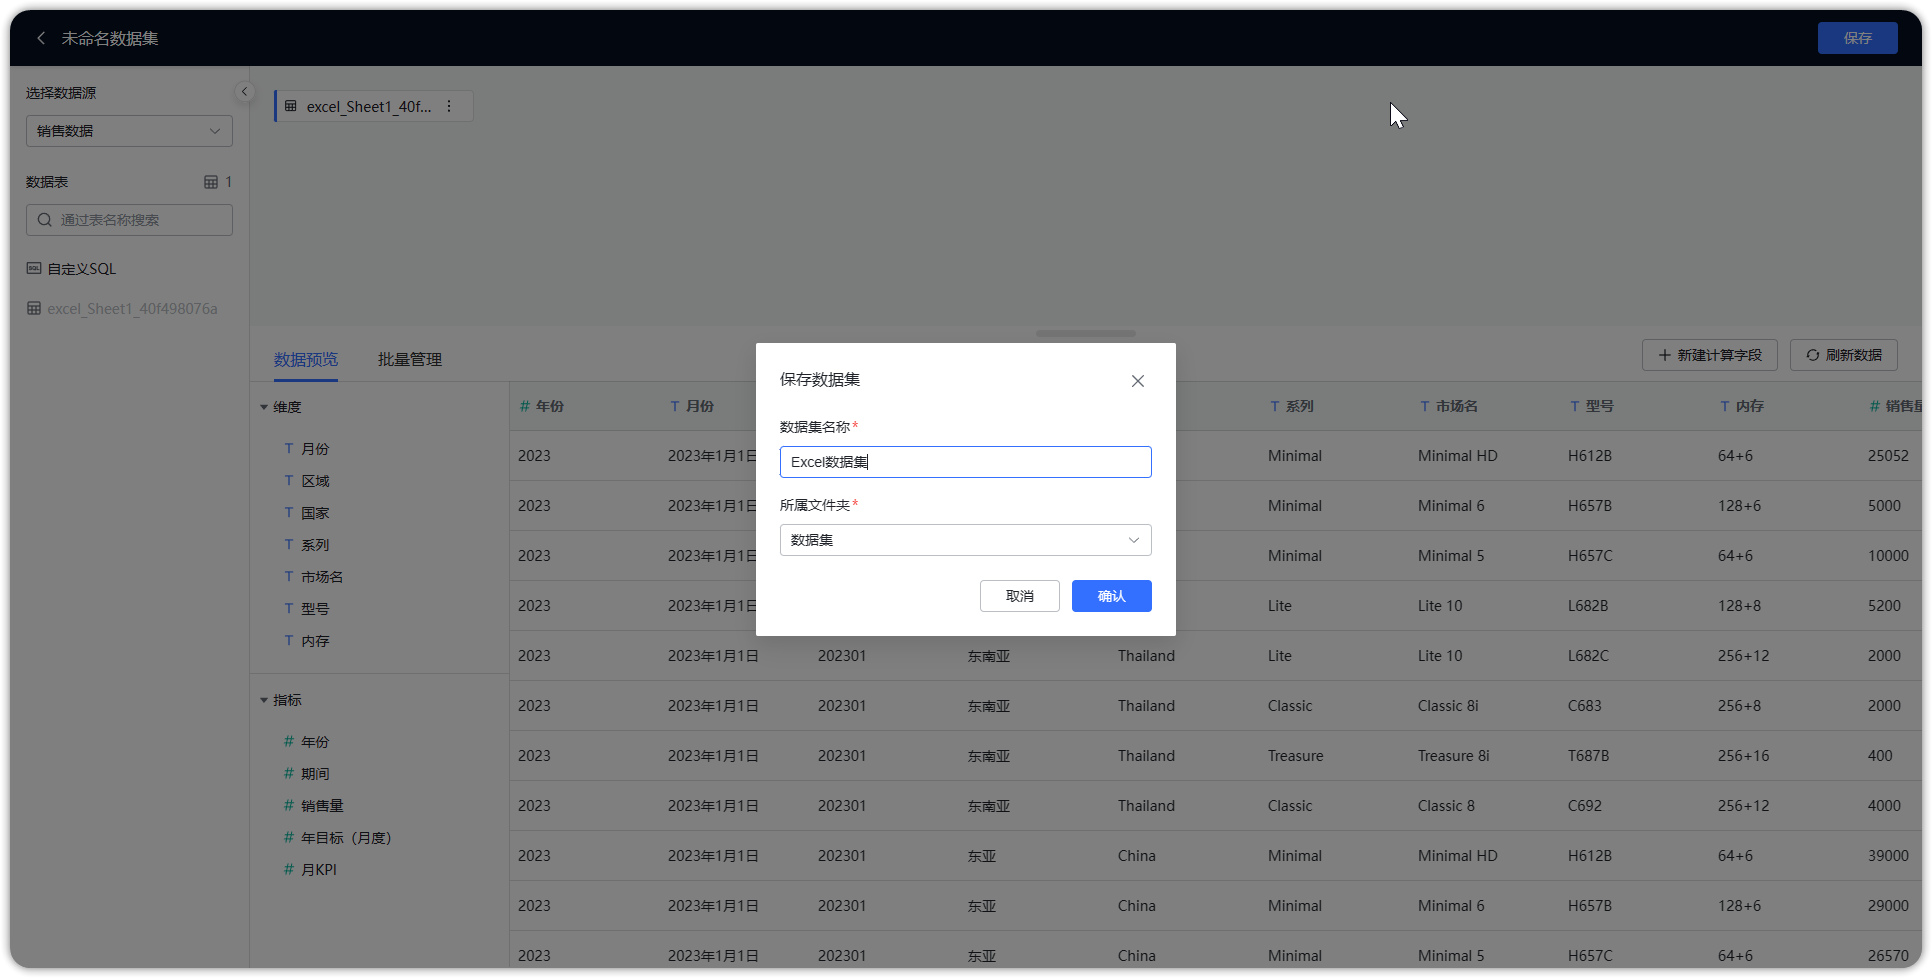 未命名数据集
保存
选择数据源
销售数据
数据表 1
通过表名称搜索
SQL 自定义SQL
excel_Sheet1_40f498076a
excel_Sheet1_40f...
数据预览 批量管理
+ 新建计算字段 刷新数据
维度
T 月份
T 区域
T 国家
T 系列
T 市场名
T 型号
T 内存
指标
# 年份
# 期间
# 销售量
# 年目标（月度）
# 月KPI
# 年份 T 月份 T 系列 T 市场名 T 型号 T 内存 # 销售
2023 2023年1月1日 Minimal Minimal HD H612B 64+6 25052
2023 2023年1月1日 Minimal Minimal 6 H657B 128+6 5000
2023 2023年1月1日 Minimal Minimal 5 H657C 64+6 10000
2023 2023年1月1日 Lite Lite 10 L682B 128+8 5200
2023 2023年1月1日 202301 东南亚 Thailand Lite Lite 10 L682C 256+12 2000
2023 2023年1月1日 202301 东南亚 Thailand Classic Classic 8i C683 256+8 2000
2023 2023年1月1日 202301 东南亚 Thailand Treasure Treasure 8i T687B 256+16 400
2023 2023年1月1日 202301 东南亚 Thailand Classic Classic 8 C692 256+12 4000
2023 2023年1月1日 202301 东亚 China Minimal Minimal HD H612B 64+6 39000
2023 2023年1月1日 202301 东亚 China Minimal Minimal 6 H657B 128+6 29000
2023 2023年1月1日 202301 东亚 China Minimal Minimal 5 H657C 64+6 26570
保存数据集
数据集名称*
Excel数据集
所属文件夹*
数据集
取消 确认